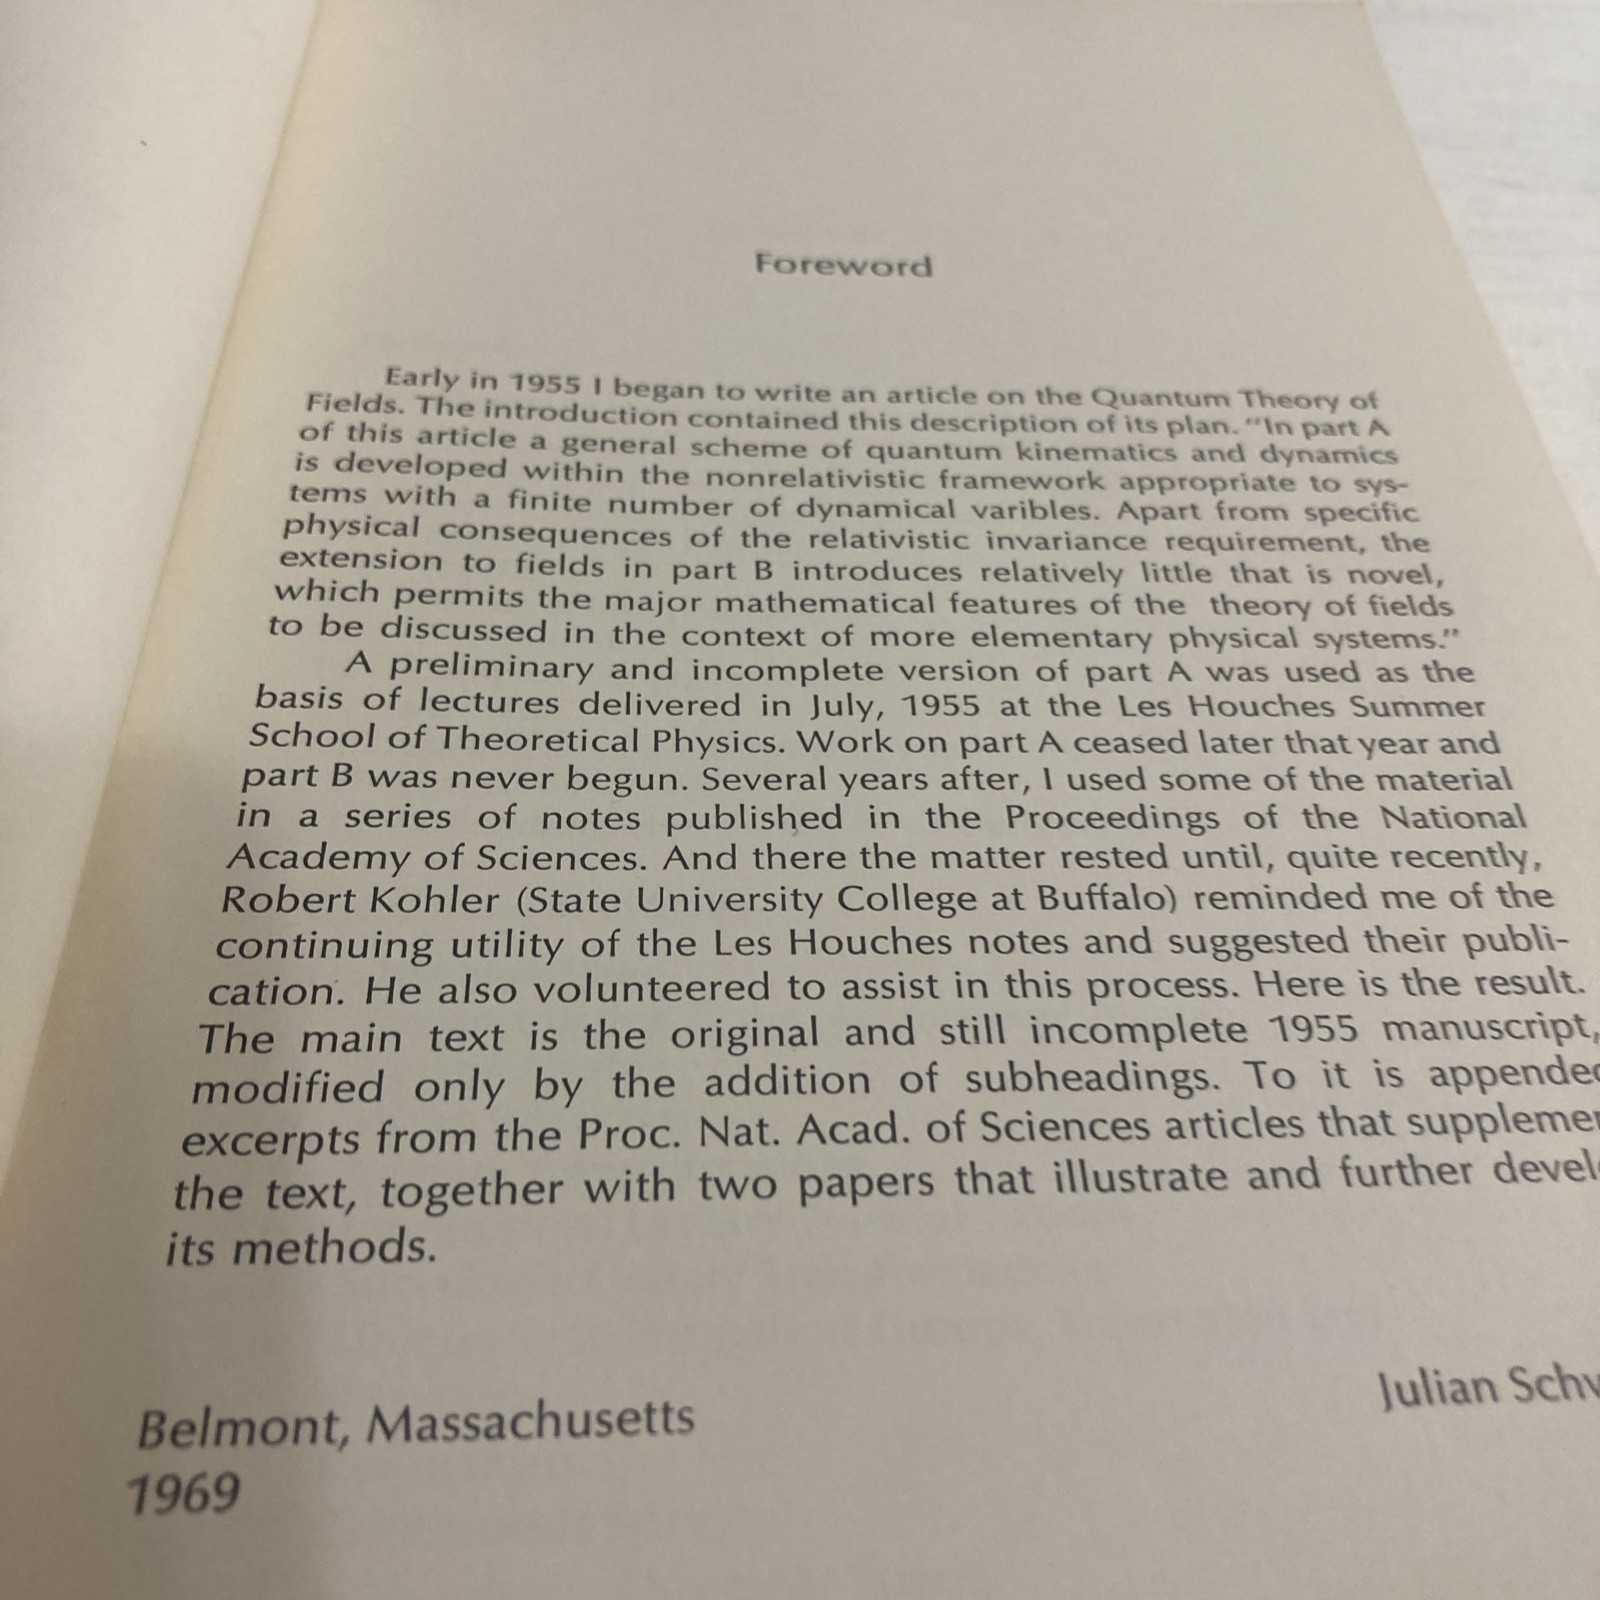 Foreword
Early in 1955 I began to write an article on the Quantum Theory of
Fields. The introduction contained this description of its plan. "In part A
of this article a general scheme of quantum kinematics and dynamics
is developed within the nonrelativistic framework appropriate to sys-
tems with a finite number of dynamical varibles. Apart from specific
physical consequences of the relativistic invariance requirement, the
extension to fields in part B introduces relatively little that is novel,
which permits the major mathematical features of the theory of fields
to be discussed in the context of more elementary physical systems."
A preliminary and incomplete version of part A was used as the
basis of lectures delivered in July, 1955 at the Les Houches Summer
School of Theoretical Physics. Work on part A ceased later that year and
part B was never begun. Several years after, I used some of the material
in a series of notes published in the Proceedings of the National
Academy of Sciences. And there the matter rested until, quite recently,
Robert Kohler (State University College at Buffalo) reminded me of the
continuing utility of the Les Houches notes and suggested their publi-
cation. He also volunteered to assist in this process. Here is the result.
The main text is the original and still incomplete 1955 manuscript,
modified only by the addition of subheadings. To it is appended
excerpts from the Proc. Nat. Acad. of Sciences articles that suppleme
the text, together with two papers that illustrate and further devel
its methods.
Julian Schw
Belmont, Massachusetts
1969